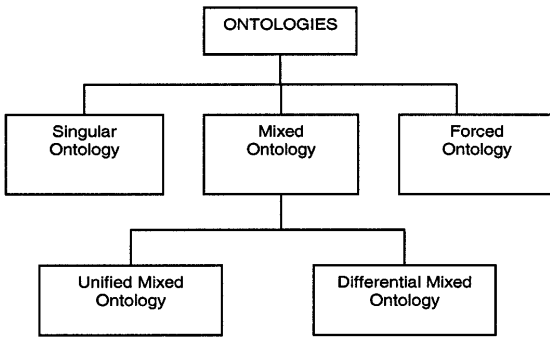 ONTOLOGIES
Singular
Ontology
Mixed
Ontology
Forced
Ontology
Unified Mixed
Ontology
Differential Mixed
Ontology